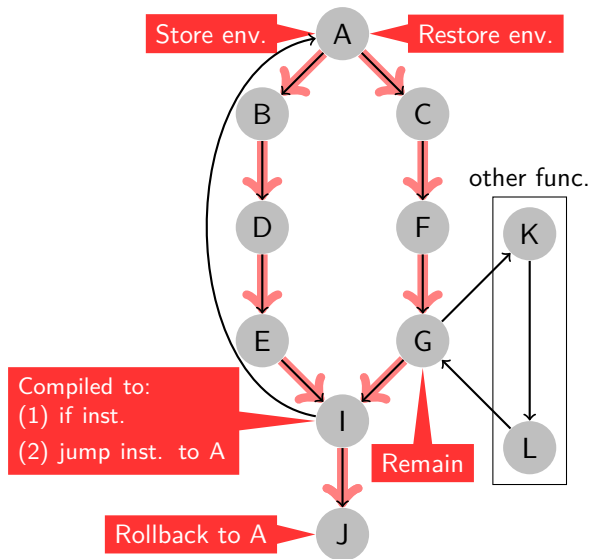 Store env.
A
Restore env.
B
C
other func.
D
F
K
E
G
Compiled to:
(1) if inst.
(2) jump inst. to A
I
Remain
L
Rollback to A
J